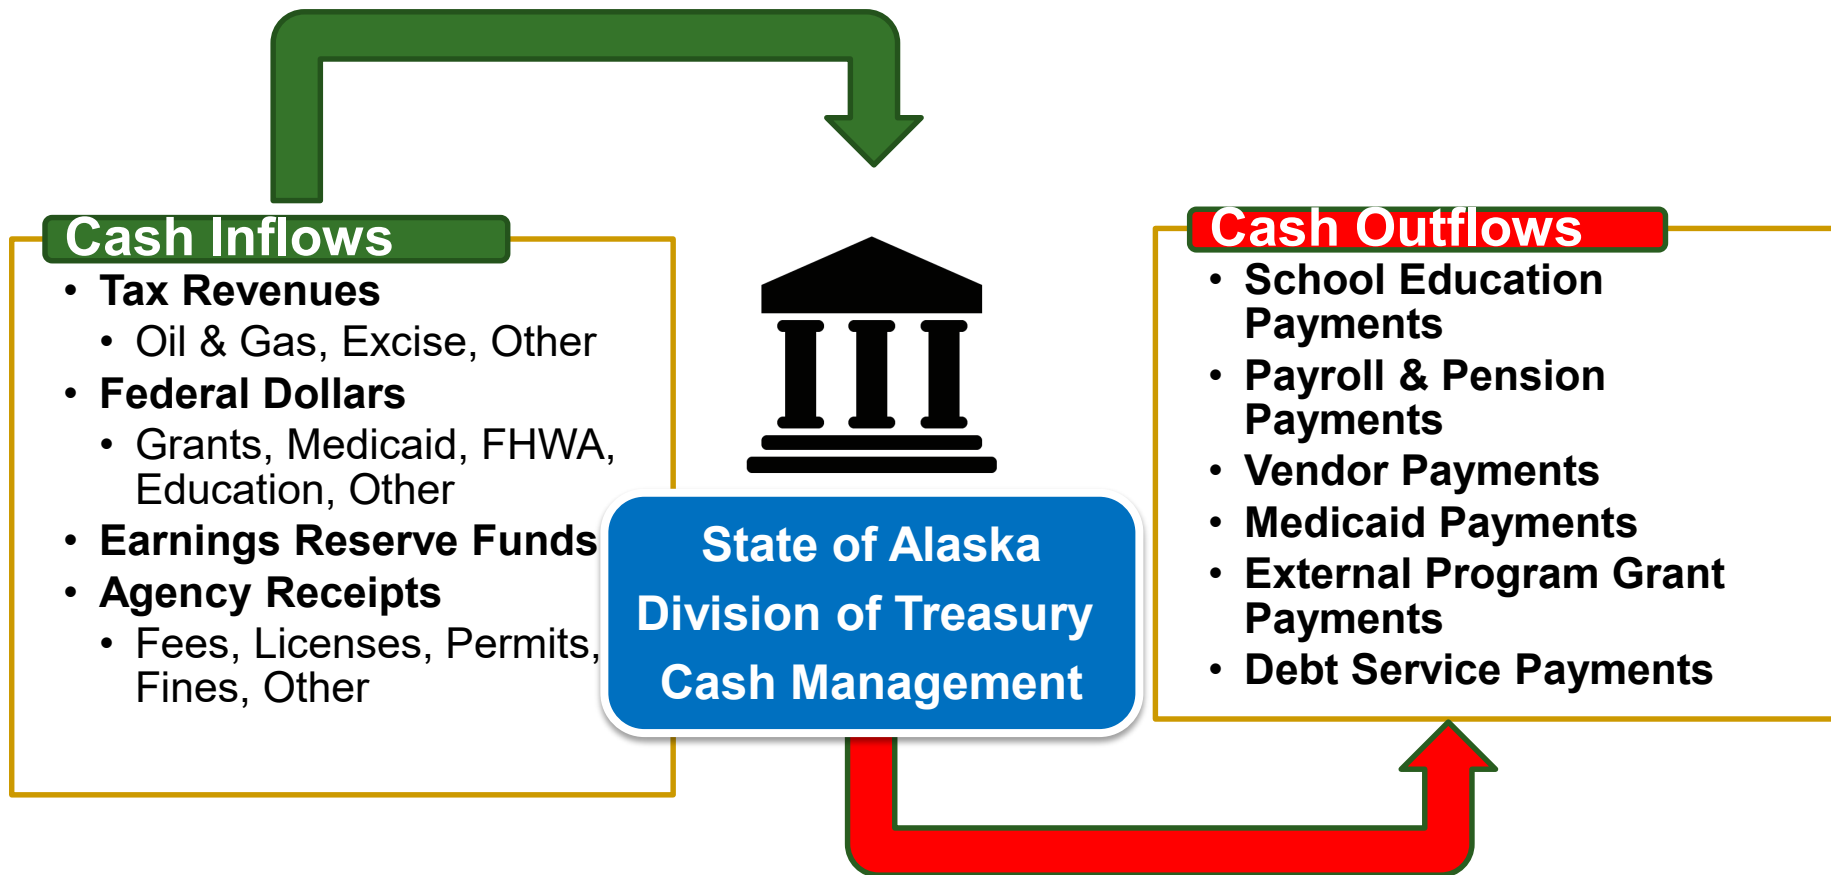 Cash Inflows
• Tax Revenues
• Oil & Gas, Excise, Other
• Federal Dollars
• Grants, Medicaid, FHWA,
Education, Other
• Earnings Reserve Funds
• Agency Receipts
• Fees, Licenses, Permits,
Fines, Other
State of Alaska
Division of Treasury
Cash Management
Cash Outflows
• School Education
Payments
• Payroll & Pension
Payments
• Vendor Payments
• Medicaid Payments
• External Program Grant
Payments
• Debt Service Payments